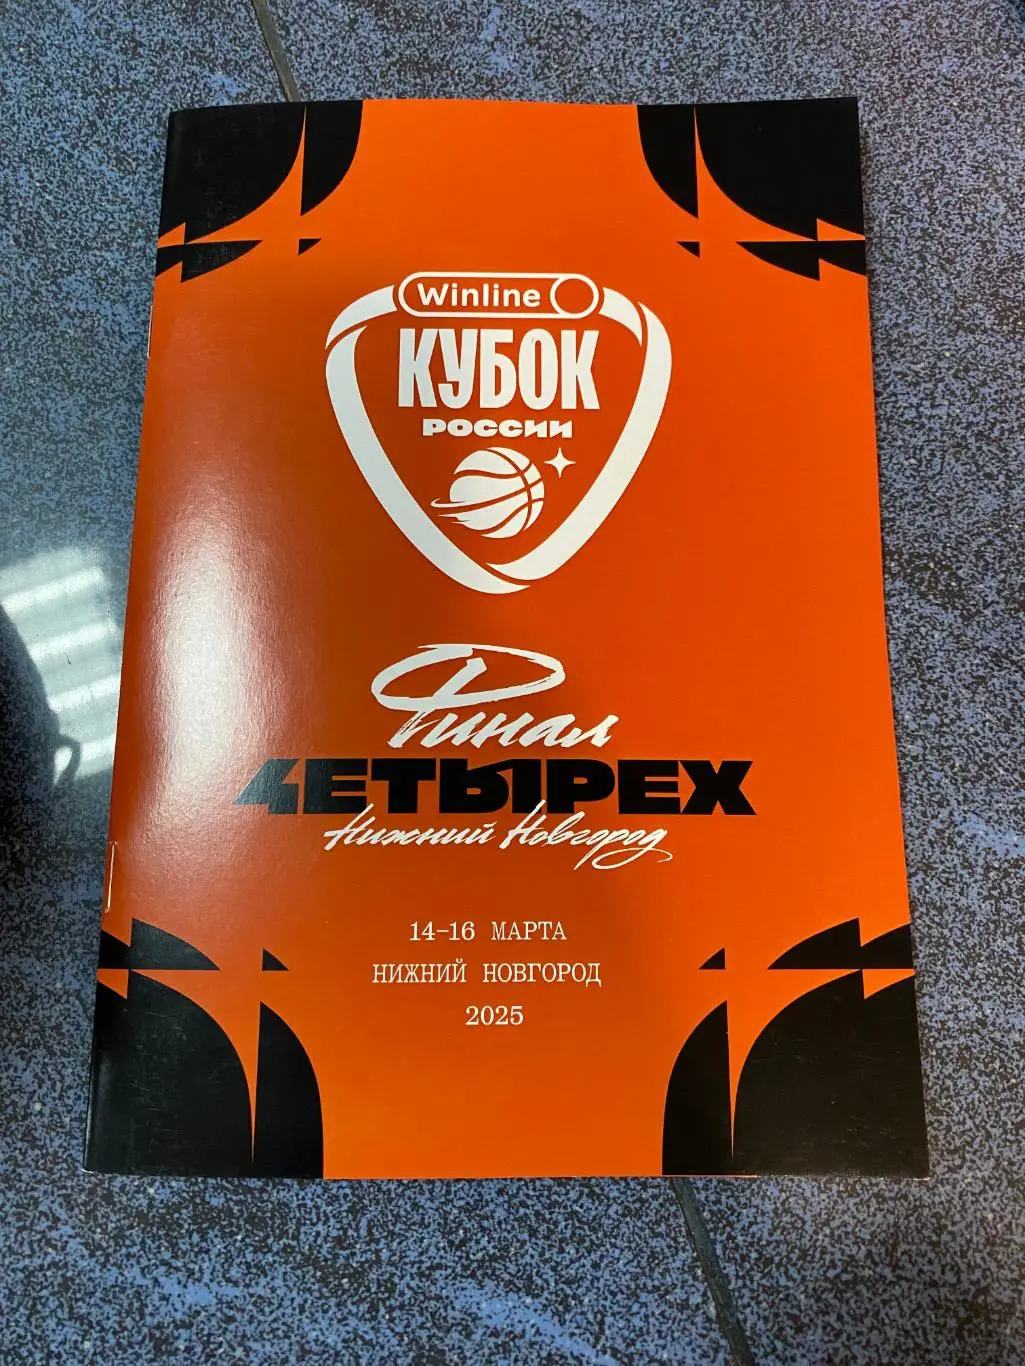 Winline
КУБОК
РОССИИ
Финал
4ЕТЫРЕХ
Нижний Новгород
14-16 МАРТА
НИЖНИЙ НОВГОРОД
2025